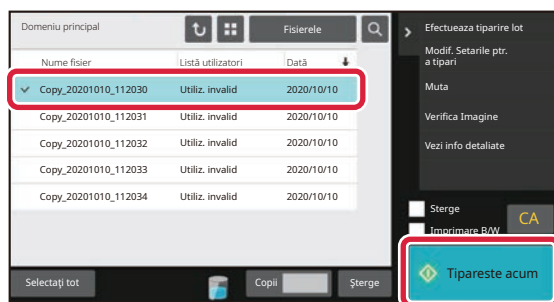 Domeniu principal
Fisierele
Nume fisier Listă utilizatori Dată
Copy_20201010_112030 Utiliz. invalid 2020/10/10
Copy_20201010_112031 Utiliz. invalid 2020/10/10
Copy_20201010_112032 Utiliz. invalid 2020/10/10
Copy_20201010_112033 Utiliz. invalid 2020/10/10
Copy_20201010_112034 Utiliz. invalid 2020/10/10
Selectați tot
Copii
Șterge
Efectueaza tiparire lot
Modif. Setarile ptr.
a tipari
Muta
Verifica Imagine
Vezi info detaliate
Sterge
Imprimare B/W
CA
Tipareste acum